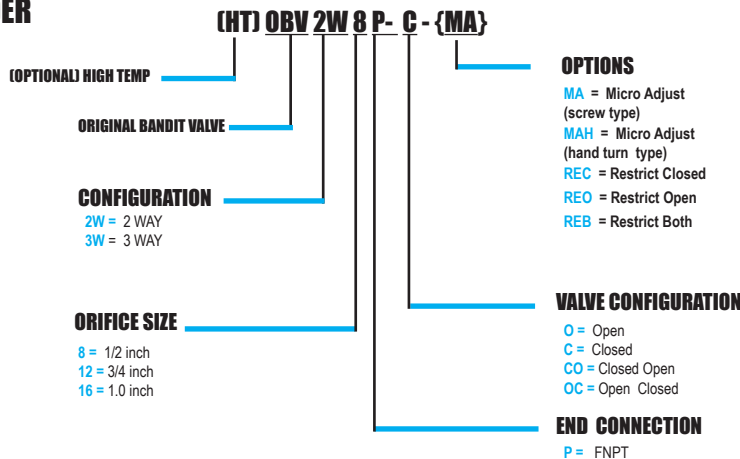 ER
(HT) OBV 2W 8 P- C - {MA}
(OPTIONAL) HIGH TEMP
ORIGINAL BANDIT VALVE
CONFIGURATION
2W = 2 WAY
3W = 3 WAY
ORIFICE SIZE
8 = 1/2 inch
12 = 3/4 inch
16 = 1.0 inch
OPTIONS
MA = Micro Adjust
(screw type)
MAH = Micro Adjust
(hand turn type)
REC = Restrict Closed
REO = Restrict Open
REB = Restrict Both
VALVE CONFIGURATION
O = Open
C = Closed
CO = Closed Open
OC = Open Closed
END CONNECTION
P = FNPT